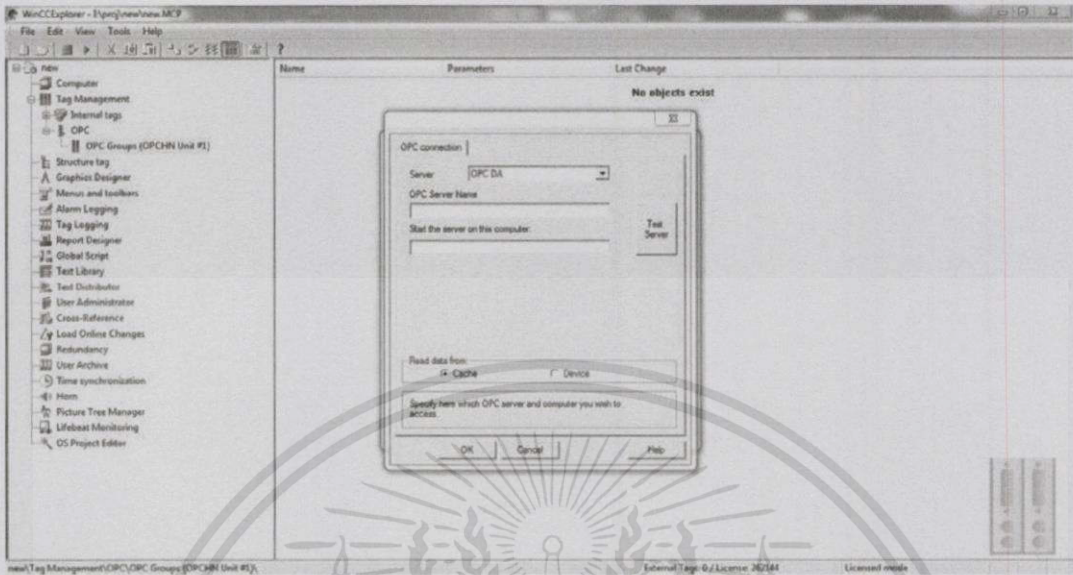 WinCCExplorer - E:\proj\new\new.MCP
File Edit View Tools Help
new
Computer
Tag Management
Internal tags
OPC
OPC Groups (OPCHN Unit #1)
Structure tag
Graphics Designer
Menus and toolbars
Alarm Logging
Tag Logging
Report Designer
Global Script
Text Library
Text Distributor
User Administrator
Cross-Reference
Load Online Changes
Redundancy
User Archive
Time synchronization
Horn
Picture Tree Manager
Lifebeat Monitoring
OS Project Editor
Name Parameters Last Change
No objects exist
OPC connection
Server OPC DA
OPC Server Name
Start the server on this computer:
Test
Server
Read data from
Cache Device
Specify here which OPC server and computer you wish to
access.
OK Cancel Help
new\Tag Management\OPC\OPC Groups (OPCHN Unit #1)\ External Tags: 0 / License: 262144 Licensed mode